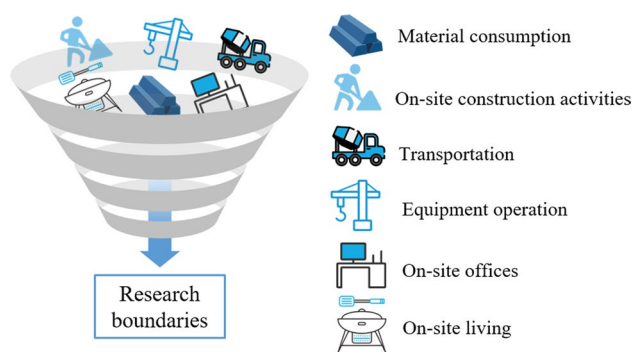 Material consumption
On-site construction activities
Transportation
Equipment operation
On-site offices
On-site living
Research
boundaries